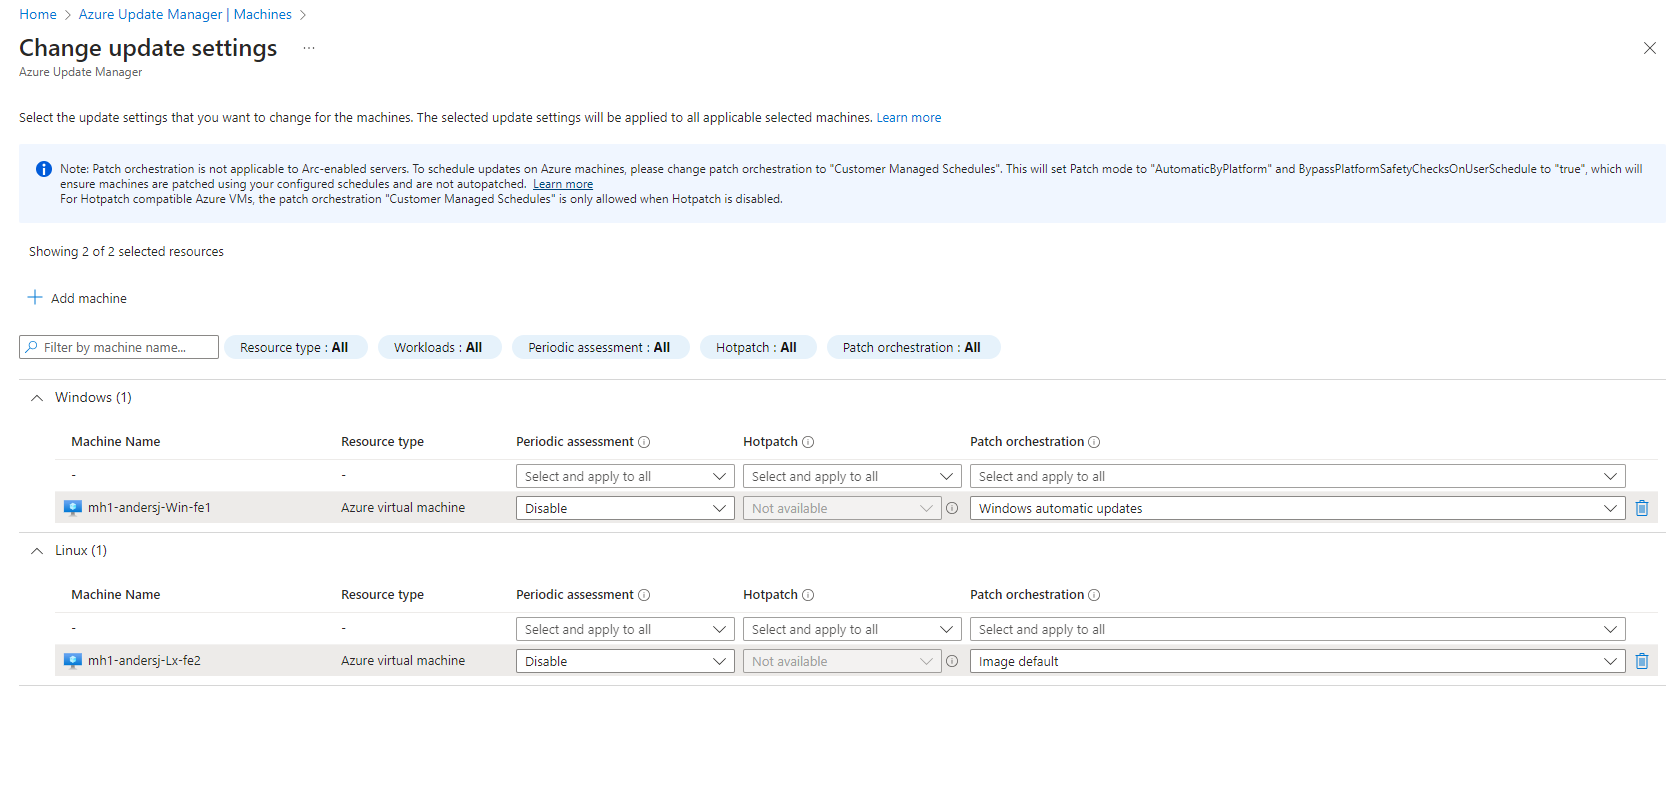 Home > Azure Update Manager | Machines >
Change update settings ...
Azure Update Manager
Select the update settings that you want to change for the machines. The selected update settings will be applied to all applicable selected machines. Learn more
Note: Patch orchestration is not applicable to Arc-enabled servers. To schedule updates on Azure machines, please change patch orchestration to "Customer Managed Schedules". This will set Patch mode to "AutomaticByPlatform" and BypassPlatformSafetyChecksOnUserSchedule to "true", which will
ensure machines are patched using your configured schedules and are not autopatched. Learn more
For Hotpatch compatible Azure VMs, the patch orchestration "Customer Managed Schedules" is only allowed when Hotpatch is disabled.
Showing 2 of 2 selected resources
+ Add machine
Filter by machine name... Resource type : All Workloads : All Periodic assessment : All Hotpatch : All Patch orchestration : All
Windows (1)
Machine Name Resource type Periodic assessment Hotpatch Patch orchestration
- - Select and apply to all Select and apply to all Select and apply to all
mh1-andersj-Win-fe1 Azure virtual machine Disable Not available Windows automatic updates
Linux (1)
Machine Name Resource type Periodic assessment Hotpatch Patch orchestration
- - Select and apply to all Select and apply to all Select and apply to all
mh1-andersj-Lx-fe2 Azure virtual machine Disable Not available Image default